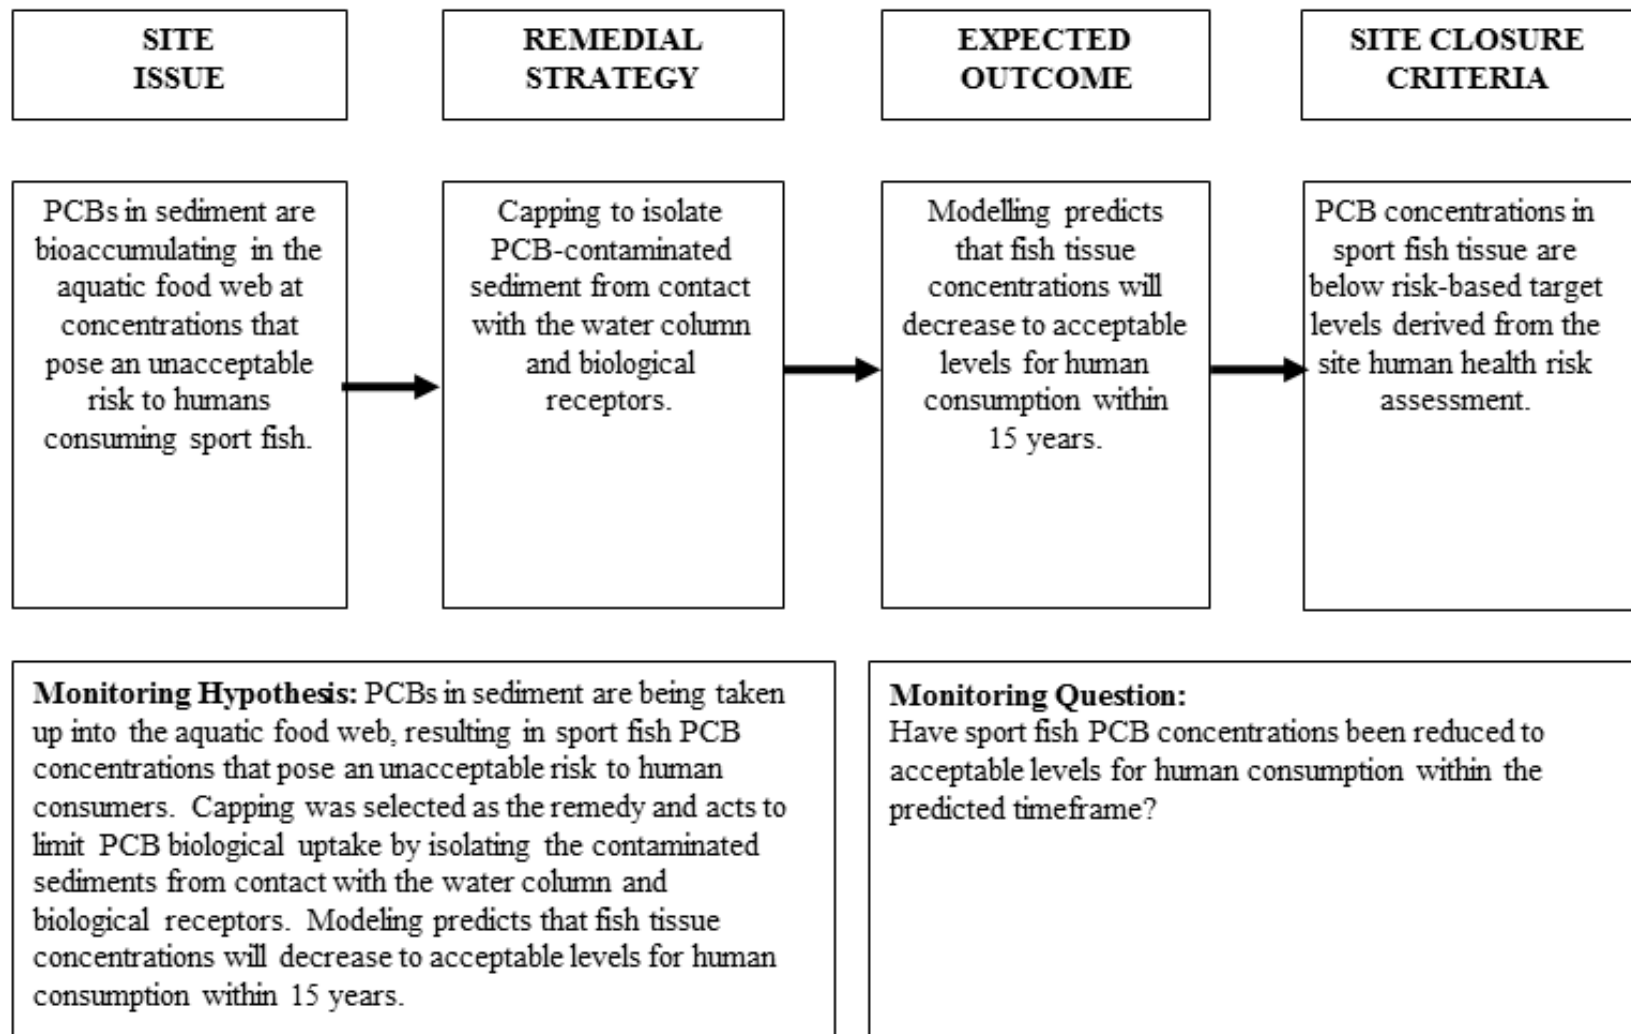 SITE
ISSUE
REMEDIAL
STRATEGY
EXPECTED
OUTCOME
SITE CLOSURE
CRITERIA
PCBs in sediment are
bioaccumulating in the
aquatic food web at
concentrations that
pose an unacceptable
risk to humans
consuming sport fish.
Capping to isolate
PCB-contaminated
sediment from contact
with the water column
and biological
receptors.
Modelling predicts
that fish tissue
concentrations will
decrease to acceptable
levels for human
consumption within
15 years.
PCB concentrations in
sport fish tissue are
below risk-based target
levels derived from the
site human health risk
assessment.
Monitoring Hypothesis: PCBs in sediment are being taken
up into the aquatic food web, resulting in sport fish PCB
concentrations that pose an unacceptable risk to human
consumers. Capping was selected as the remedy and acts to
limit PCB biological uptake by isolating the contaminated
sediments from contact with the water column and
biological receptors. Modeling predicts that fish tissue
concentrations will decrease to acceptable levels for human
consumption within 15 years.
Monitoring Question:
Have sport fish PCB concentrations been reduced to
acceptable levels for human consumption within the
predicted timeframe?